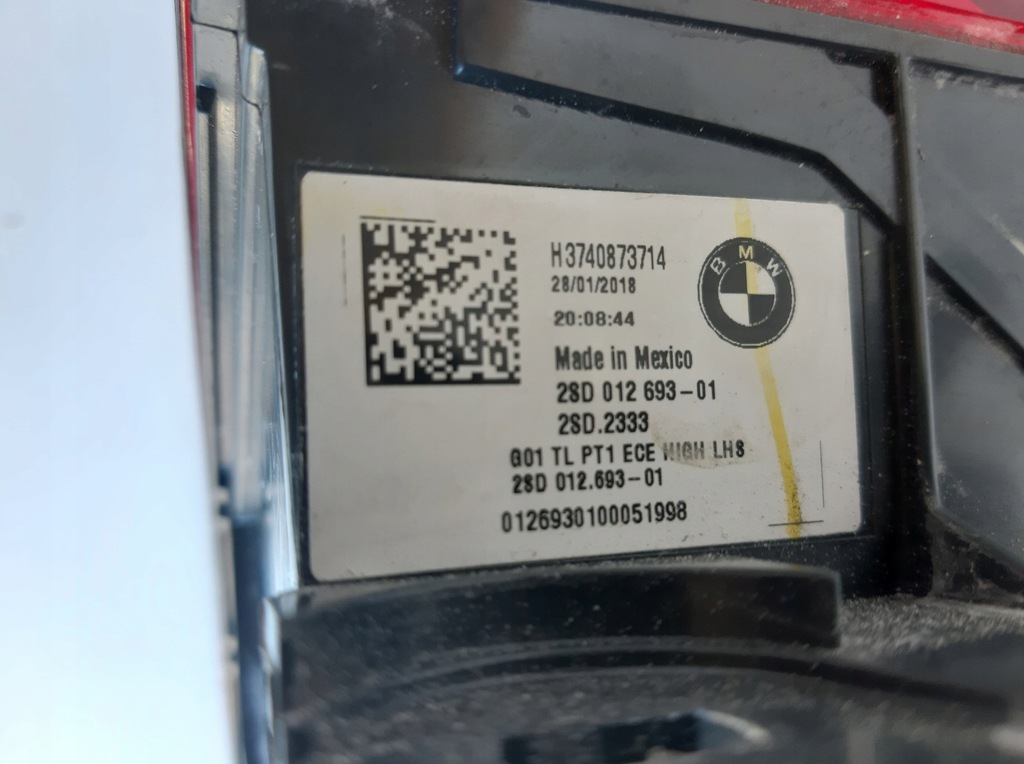 H3740873714
28/01/2018
20:08:44
BMW
Made in Mexico
2SD 012 693-01
2SD.2333
G01 TL PT1 ECE HIGH LHS
2SD 012.693-01
0126930100051998